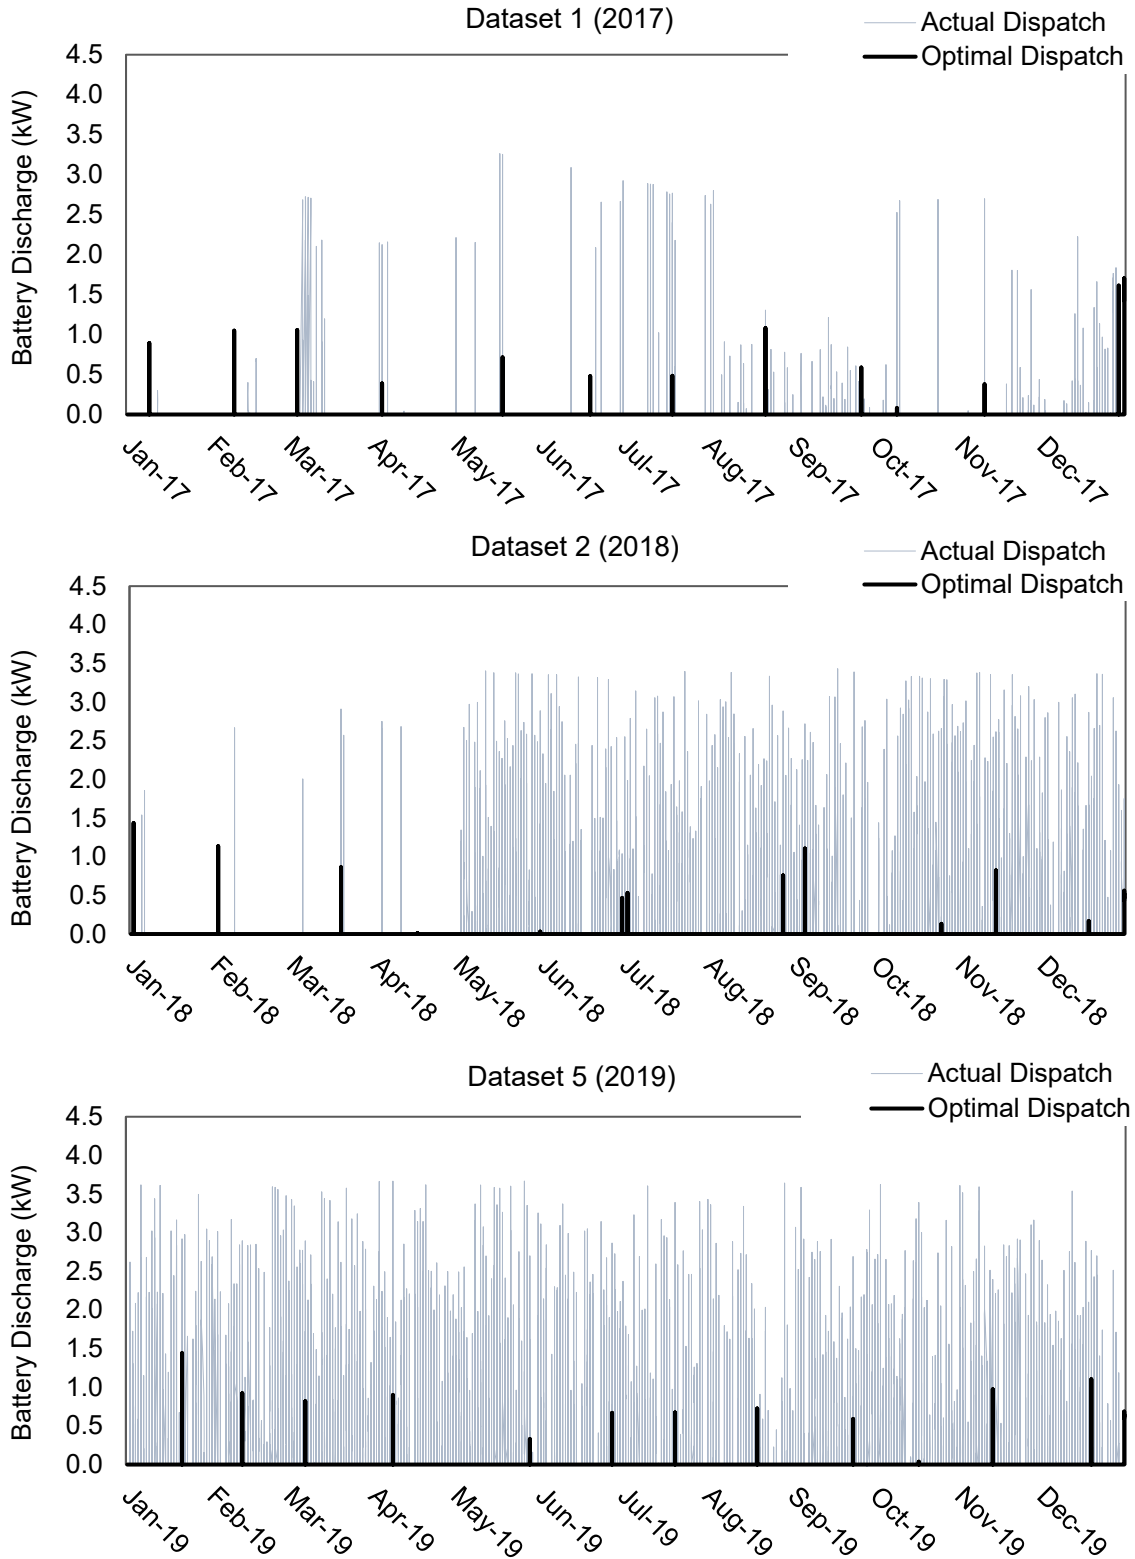 Dataset 1 (2017)
Actual Dispatch
Optimal Dispatch
Battery Discharge (kW)
4.5
4.0
3.5
3.0
2.5
2.0
1.5
1.0
0.5
0.0
Jan-17
Feb-17
Mar-17
Apr-17
May-17
Jun-17
Jul-17
Aug-17
Sep-17
Oct-17
Nov-17
Dec-17
Dataset 2 (2018)
Actual Dispatch
Optimal Dispatch
Battery Discharge (kW)
4.5
4.0
3.5
3.0
2.5
2.0
1.5
1.0
0.5
0.0
Jan-18
Feb-18
Mar-18
Apr-18
May-18
Jun-18
Jul-18
Aug-18
Sep-18
Oct-18
Nov-18
Dec-18
Dataset 5 (2019)
Actual Dispatch
Optimal Dispatch
Battery Discharge (kW)
4.5
4.0
3.5
3.0
2.5
2.0
1.5
1.0
0.5
0.0
Jan-19
Feb-19
Mar-19
Apr-19
May-19
Jun-19
Jul-19
Aug-19
Sep-19
Oct-19
Nov-19
Dec-19